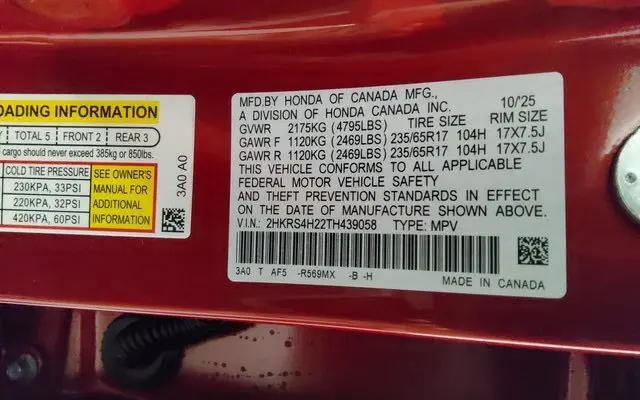 OADING INFORMATION
TOTAL 5 FRONT 2 REAR 3
cargo should never exceed 385kg or 850lbs.
COLD TIRE PRESSURE
230KPA, 33PSI
220KPA, 32PSI
420KPA, 60PSI
SEE OWNER'S
MANUAL FOR
ADDITIONAL
INFORMATION
3A0 A0
MFD.BY HONDA OF CANADA MFG., 10/'25
A DIVISION OF HONDA CANADA INC.
GVWR 2175KG (4795LBS) TIRE SIZE RIM SIZE
GAWR F 1120KG (2469LBS) 235/65R17 104H 17X7.5J
GAWR R 1120KG (2469LBS) 235/65R17 104H 17X7.5J
THIS VEHICLE CONFORMS TO ALL APPLICABLE
FEDERAL MOTOR VEHICLE SAFETY
AND THEFT PREVENTION STANDARDS IN EFFECT
ON THE DATE OF MANUFACTURE SHOWN ABOVE.
V.I.N.: 2HKRS4H22TH439058 TYPE: MPV
3A0 T AF5 -R569MX -B -H MADE IN CANADA